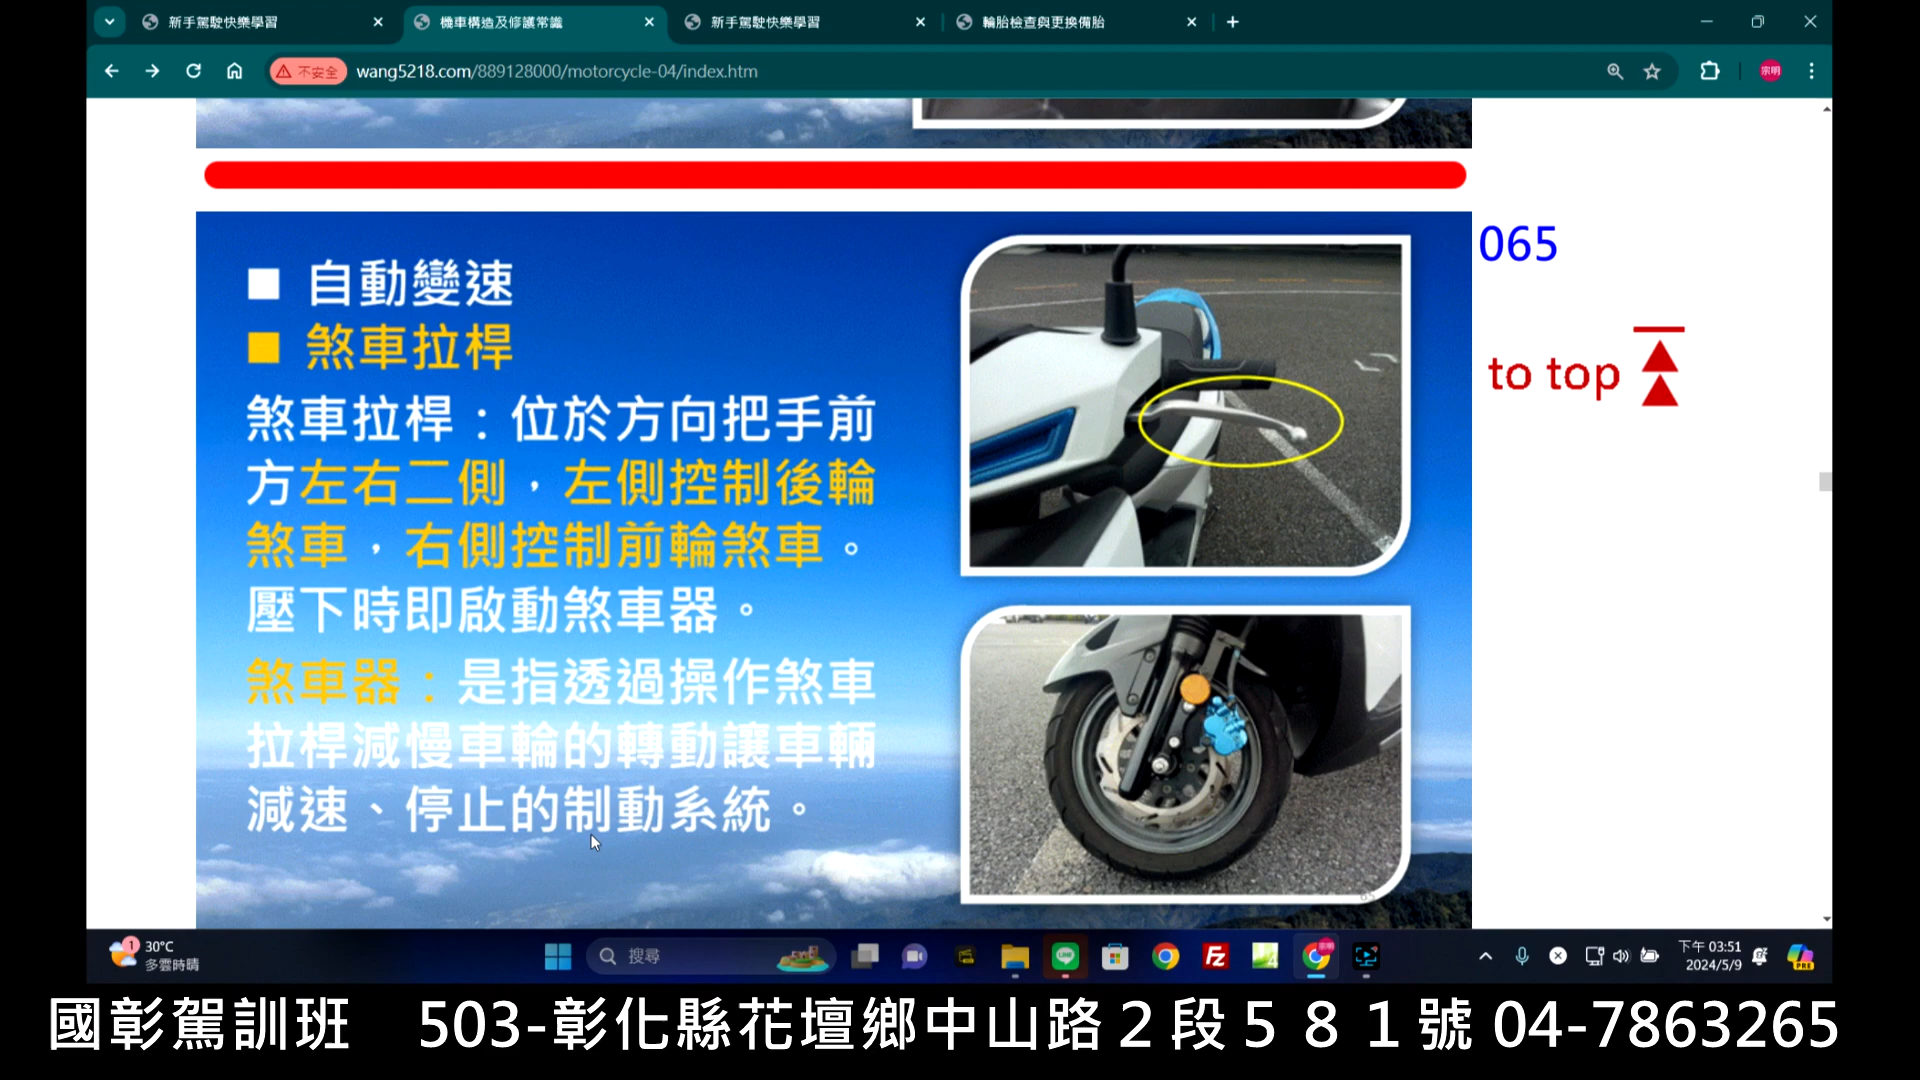 新手駕駛快樂學習
機車構造及修護常識
新手駕駛快樂學習
輪胎檢查與更換備胎
不安全
wang5218.com/889128000/motorcycle-04/index.htm
宗明
065
to top
自動變速
煞車拉桿
煞車拉桿：位於方向把手前
方左右二側，左側控制後輪
煞車，右側控制前輪煞車。
壓下時即啟動煞車器。
煞車器：是指透過操作煞車
拉桿減慢車輪的轉動讓車輛
減速、停止的制動系統。
65
1
30°C
多雲時晴
搜尋
宗明
下午 03:51
2024/5/9
PRE
國彰駕訓班 503-彰化縣花壇鄉中山路２段５８１號 04-7863265